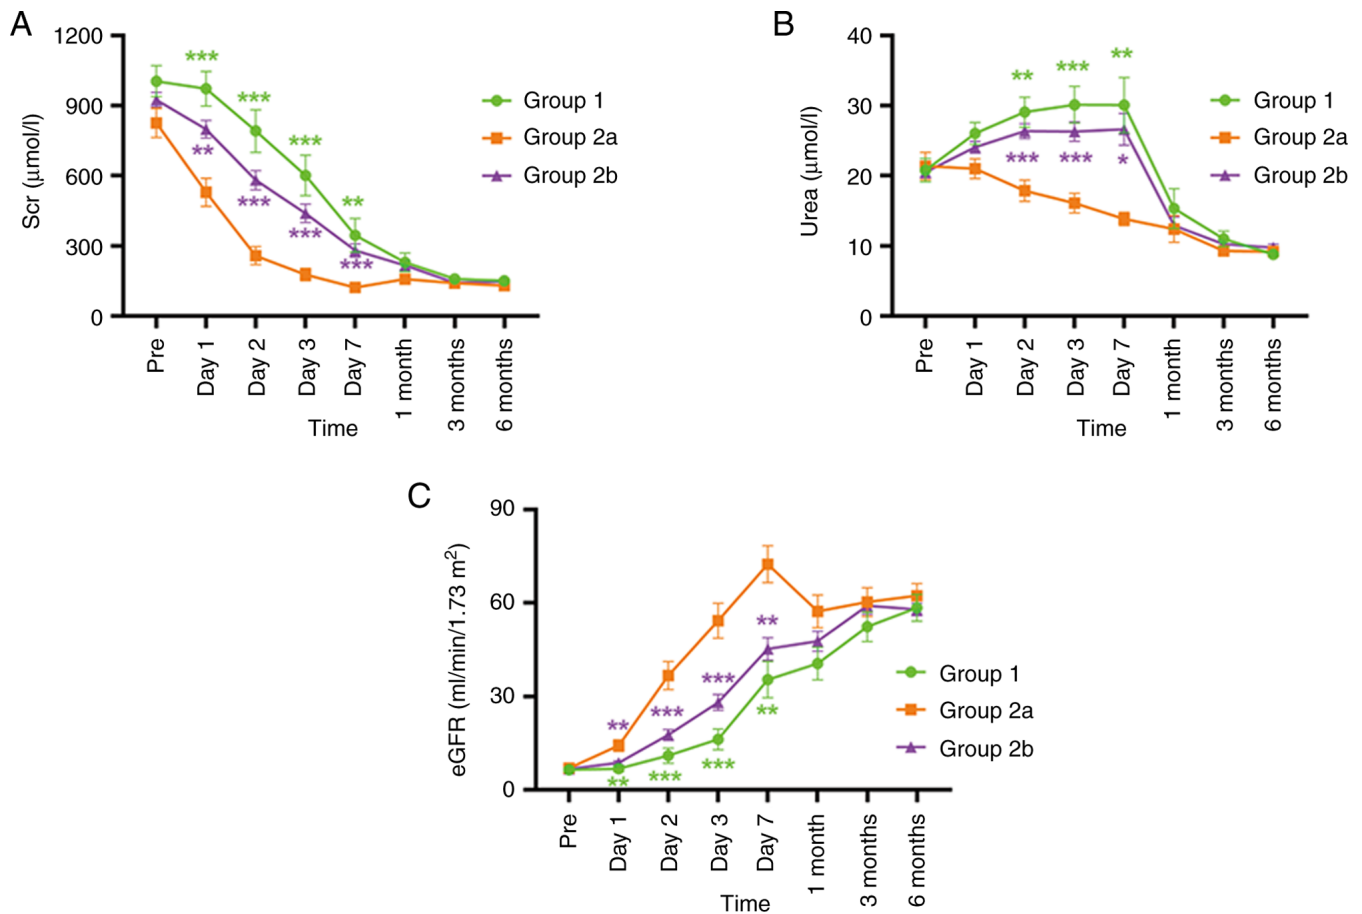 A
1200
900
600
300
0
Scr (μmol/l)
***
***
***
**
**
***
***
***
Group 1
Group 2a
Group 2b
Pre
Day 1
Day 2
Day 3
Day 7
1 month
3 months
6 months
Time
B
40
30
20
10
0
Urea (μmol/l)
**
***
**
***
***
*
Group 1
Group 2a
Group 2b
Pre
Day 1
Day 2
Day 3
Day 7
1 month
3 months
6 months
Time
C
90
60
30
0
eGFR (ml/min/1.73 m²)
**
***
***
**
**
***
***
**
Group 1
Group 2a
Group 2b
Pre
Day 1
Day 2
Day 3
Day 7
1 month
3 months
6 months
Time